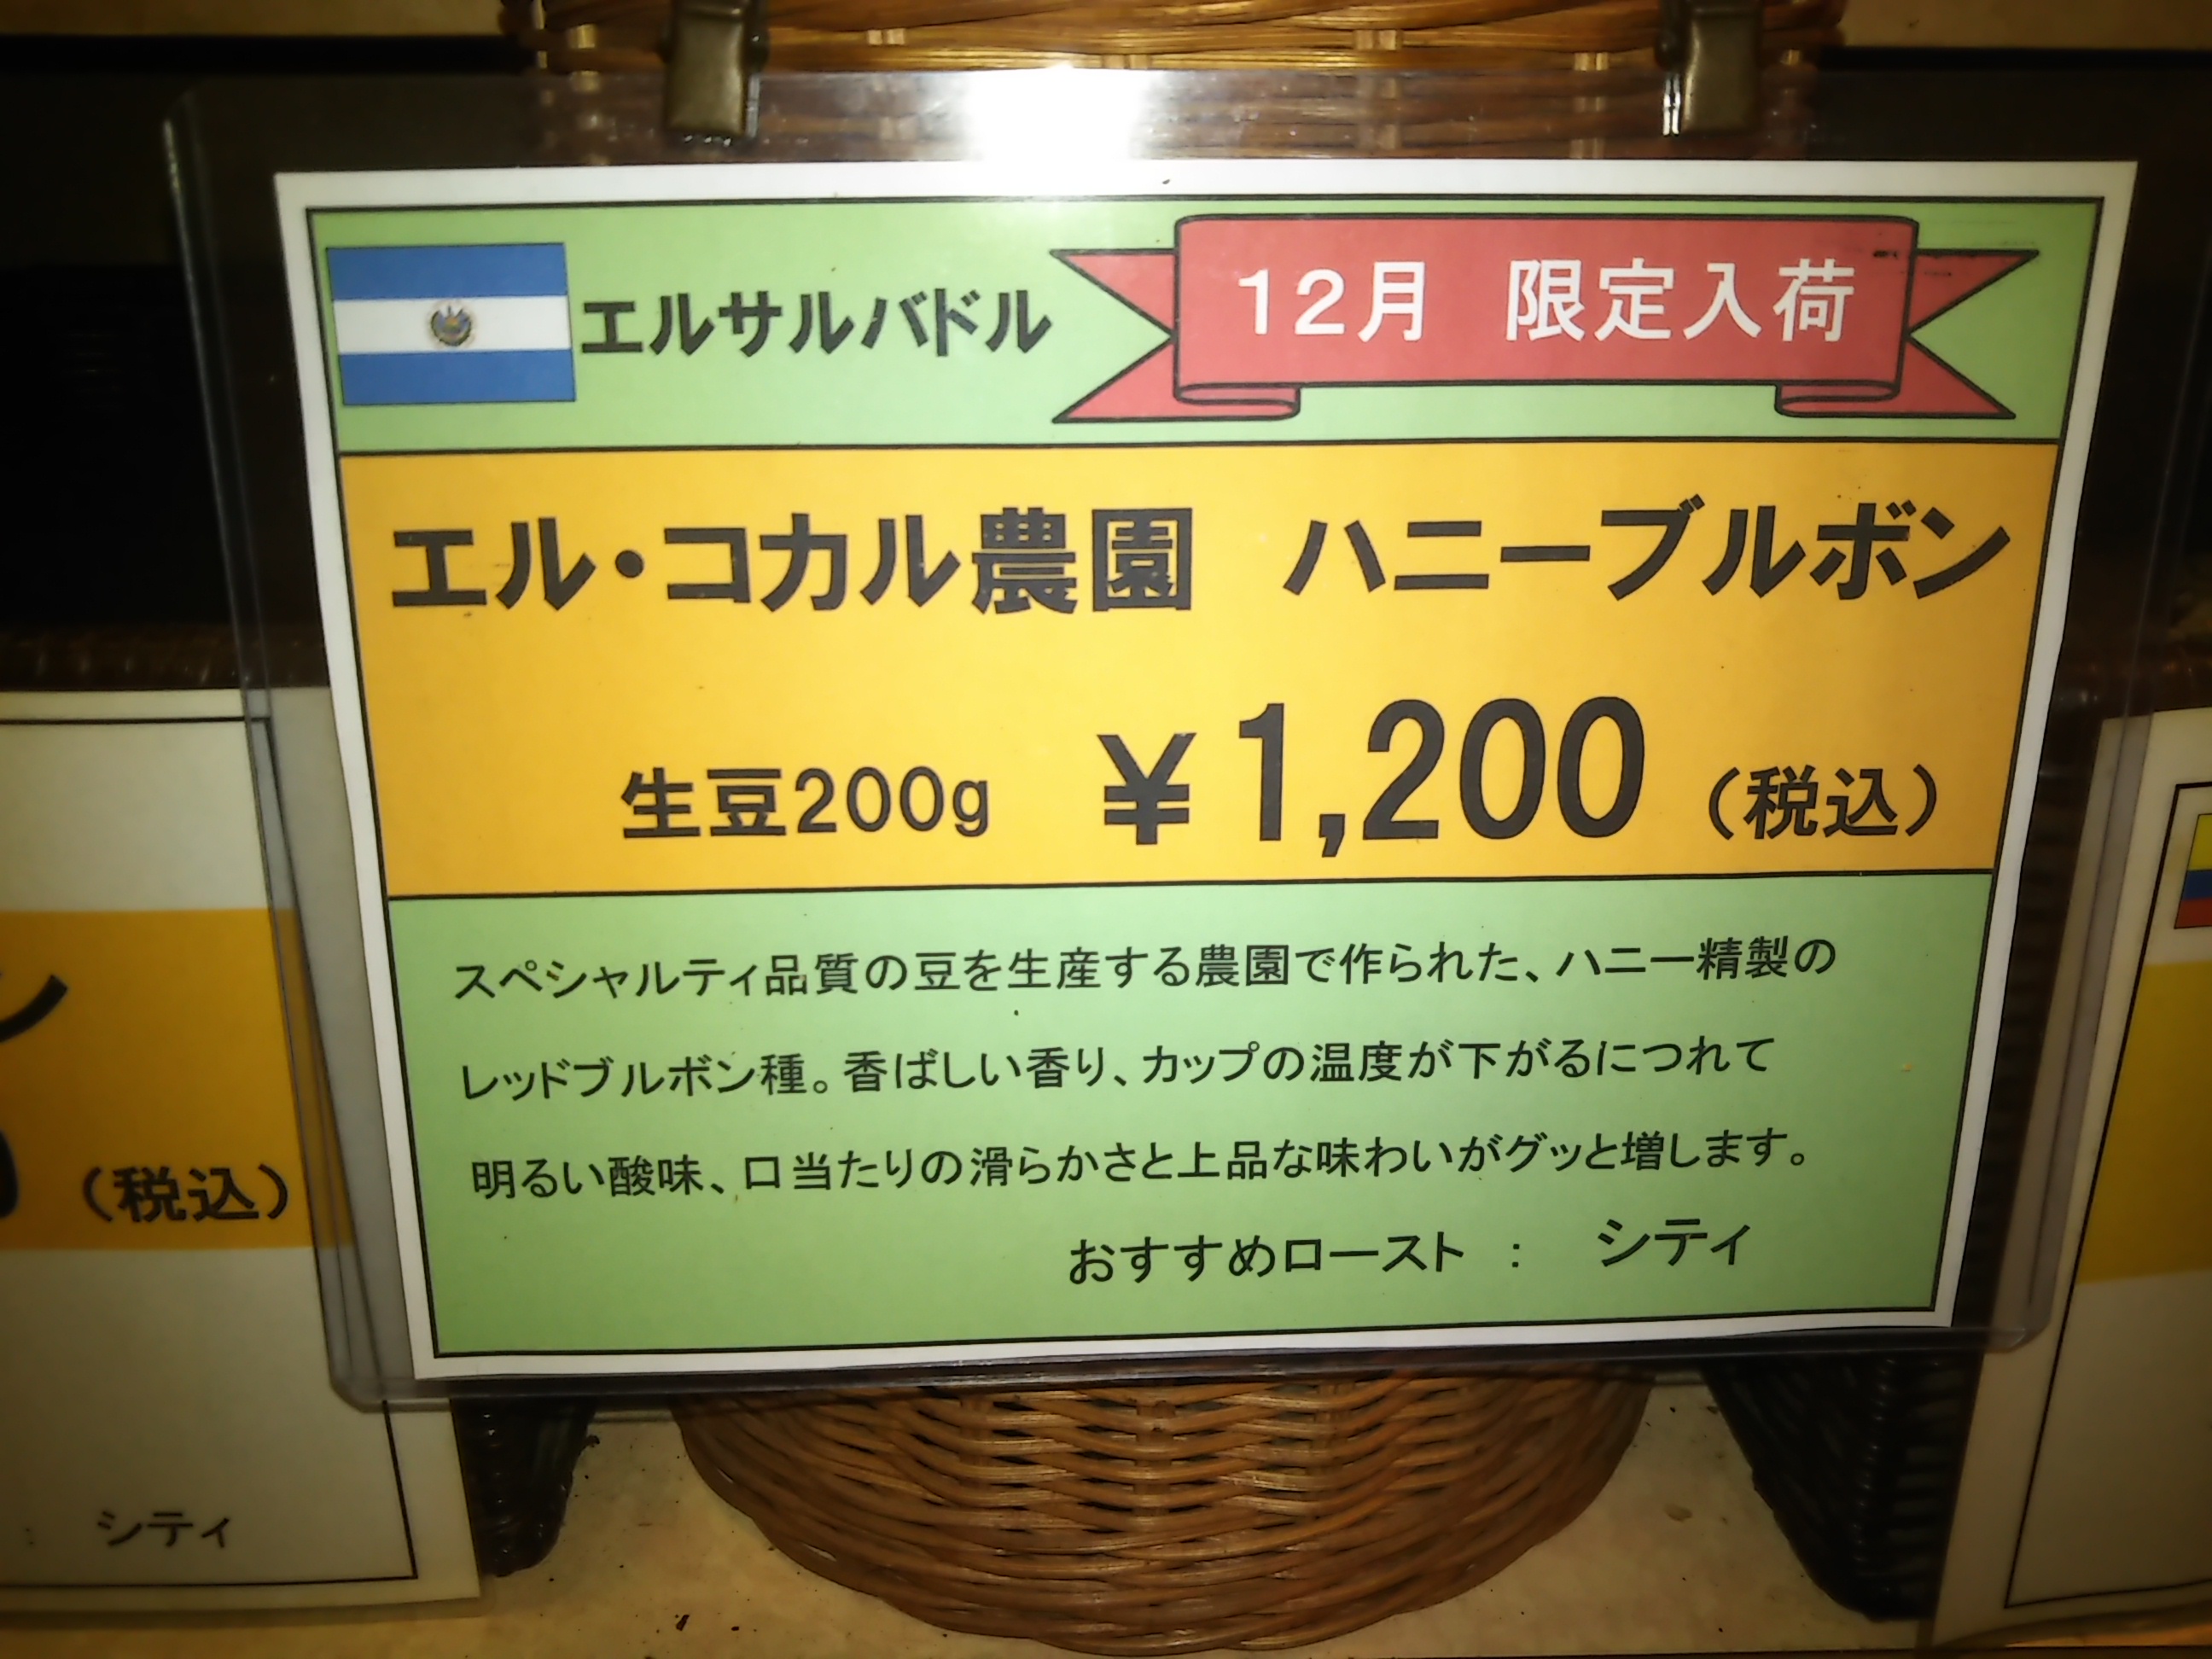 エルサルバドル
12月 限定入荷
エル・コカル農園 ハニーブルボン
生豆200g ¥1,200 (税込)
スペシャルティ品質の豆を生産する農園で作られた、ハニー精製の
レッドブルボン種。香ばしい香り、カップの温度が下がるにつれて
明るい酸味、口当たりの滑らかさと上品な味わいがグッと増します。
おすすめロースト : シティ
ン
(税込)
: シティ